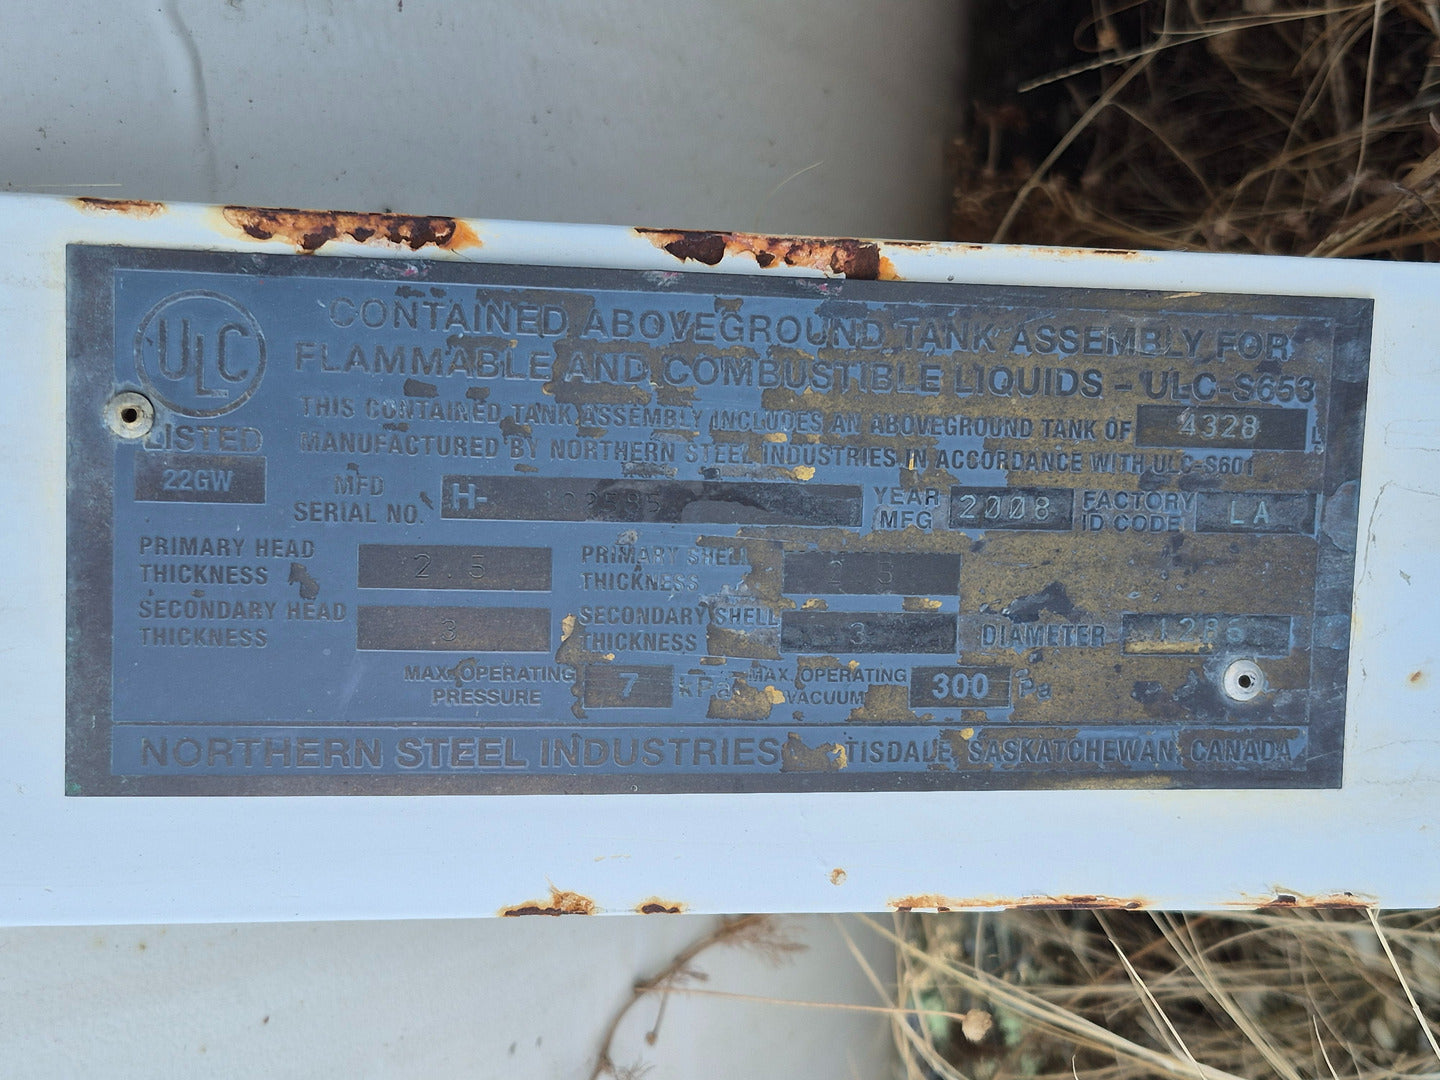 ULC
LISTED
22GW
CONTAINED ABOVEGROUND TANK ASSEMBLY FOR
FLAMMABLE AND COMBUSTIBLE LIQUIDS - ULC-S653
THIS CONTAINED TANK ASSEMBLY INCLUDES AN ABOVEGROUND TANK OF 4328 L
MANUFACTURED BY NORTHERN STEEL INDUSTRIES IN ACCORDANCE WITH ULC-S601
MFD SERIAL NO. H-
YEAR MFG 2008
FACTORY ID CODE LA
PRIMARY HEAD THICKNESS 2.5
PRIMARY SHELL THICKNESS
SECONDARY HEAD THICKNESS 3
SECONDARY SHELL THICKNESS 3
DIAMETER
MAX. OPERATING PRESSURE 7 kPa
MAX. OPERATING VACUUM 300 Pa
NORTHERN STEEL INDUSTRIES TISDALE, SASKATCHEWAN, CANADA